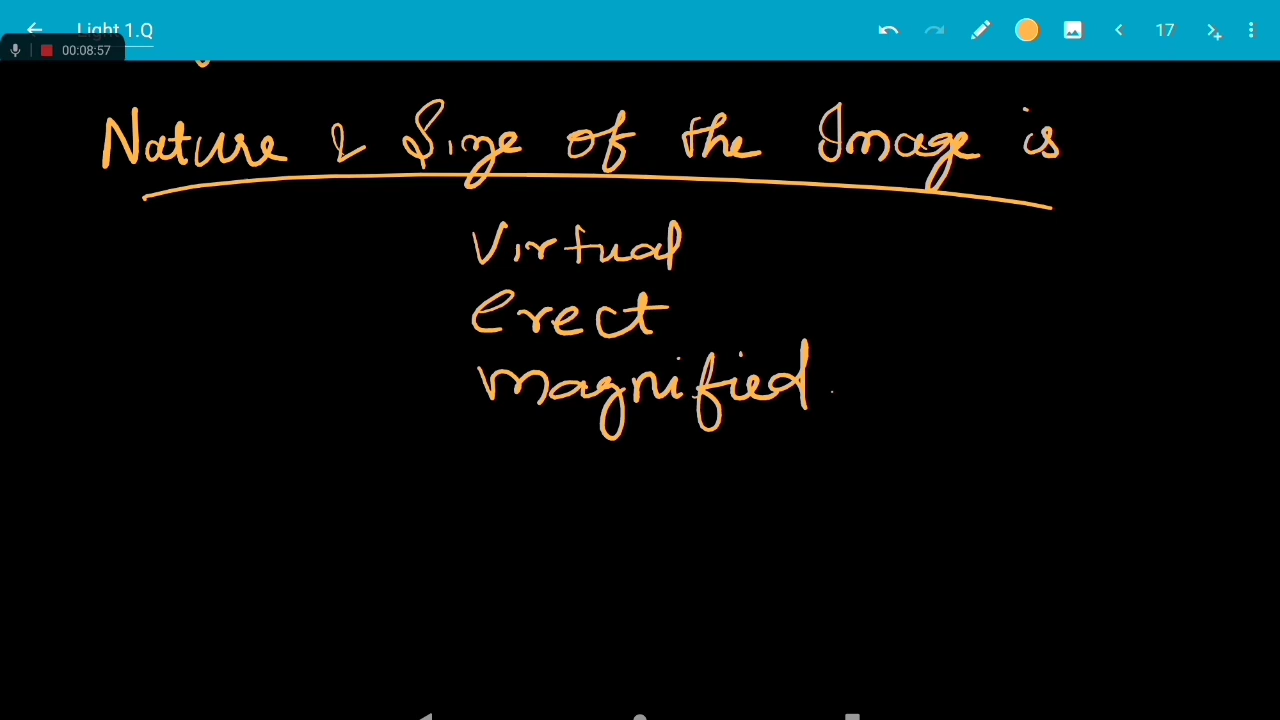 Light 1.Q
00:08:57
17
Nature & Size of the Image is
Virtual
Erect
Magnified.